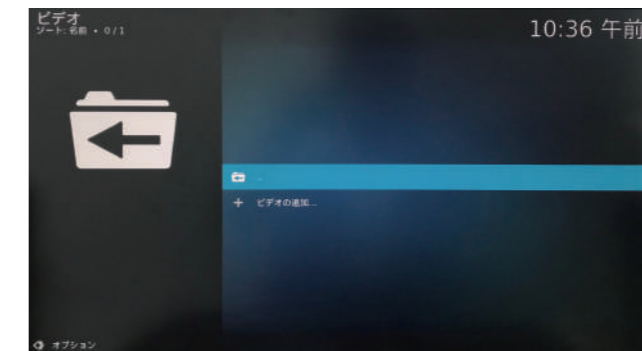 ビデオ
ソート: 名前 • 0/1
10:36 午前
..
ビデオの追加...
オプション